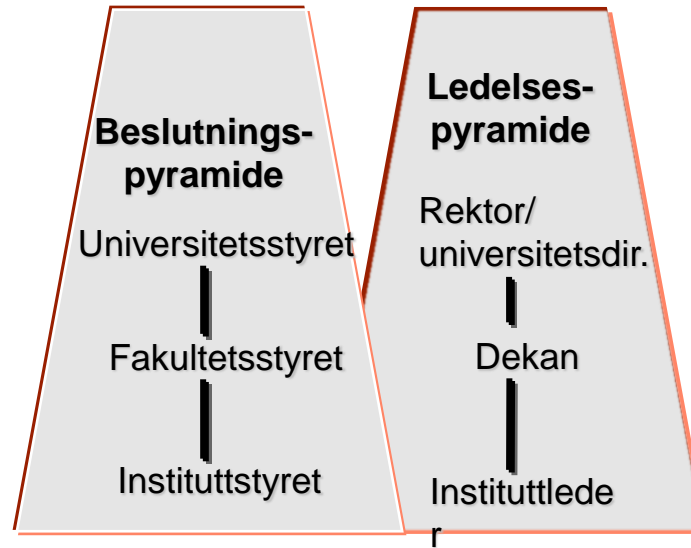 Beslutnings-
pyramide
Universitetsstyret
Fakultetsstyret
Instituttstyret
Ledelses-
pyramide
Rektor/
universitetsdir.
Dekan
Instituttlede
r